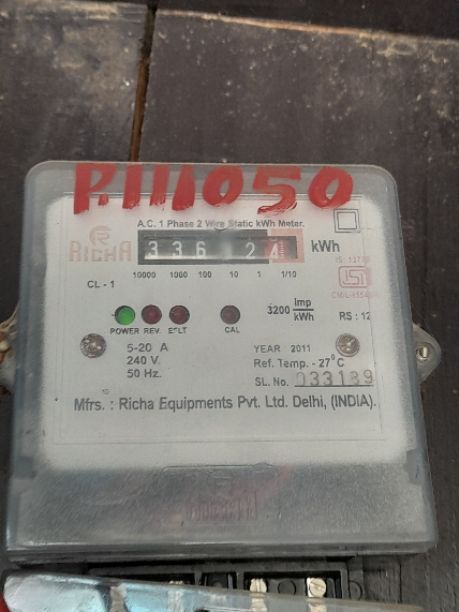 P.111050
A.C. 1 Phase 2 Wire Static kWh Meter.
RICHA
336 24 kWh
10000 1000 100 10 1 1/10
CL - 1
3200 Imp/kWh
RS : 12
POWER REV. E?LT CAL
5-20 A
240 V.
50 Hz.
YEAR 2011
Ref. Temp. - 27°C
SL. No. 033189
Mfrs. : Richa Equipments Pvt. Ltd. Delhi, (INDIA).